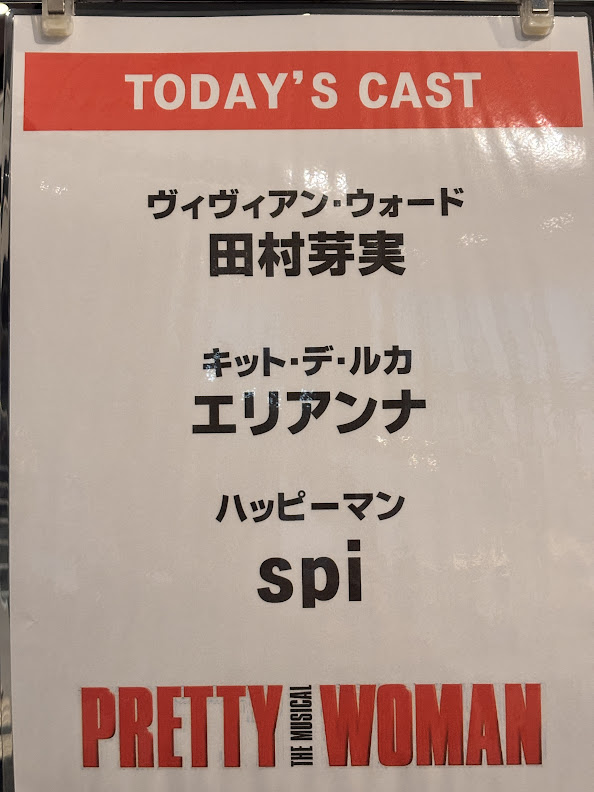 TODAY'S CAST
ヴィヴィアン・ウォード
田村芽実
キット・デ・ルカ
エリアンナ
ハッピーマン
spi
PRETTY THE MUSICAL WOMAN